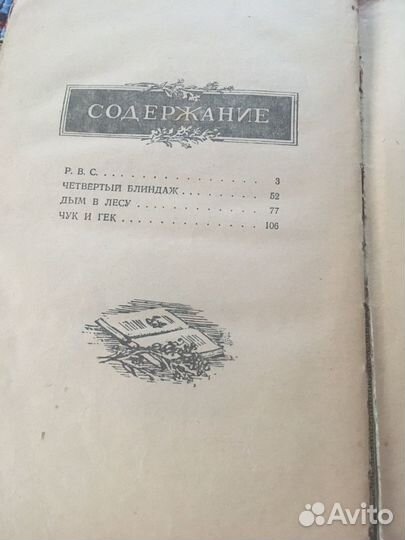 СОДЕРЖАНИЕ
Р. В. С. . . . . . . . . . . . . . . . 3
ЧЕТВЕРТЫЙ БЛИНДАЖ . . . . . . . . 52
ДЫМ В ЛЕСУ . . . . . . . . . . . . . 77
ЧУК И ГЕК . . . . . . . . . . . . . . 106
Avito